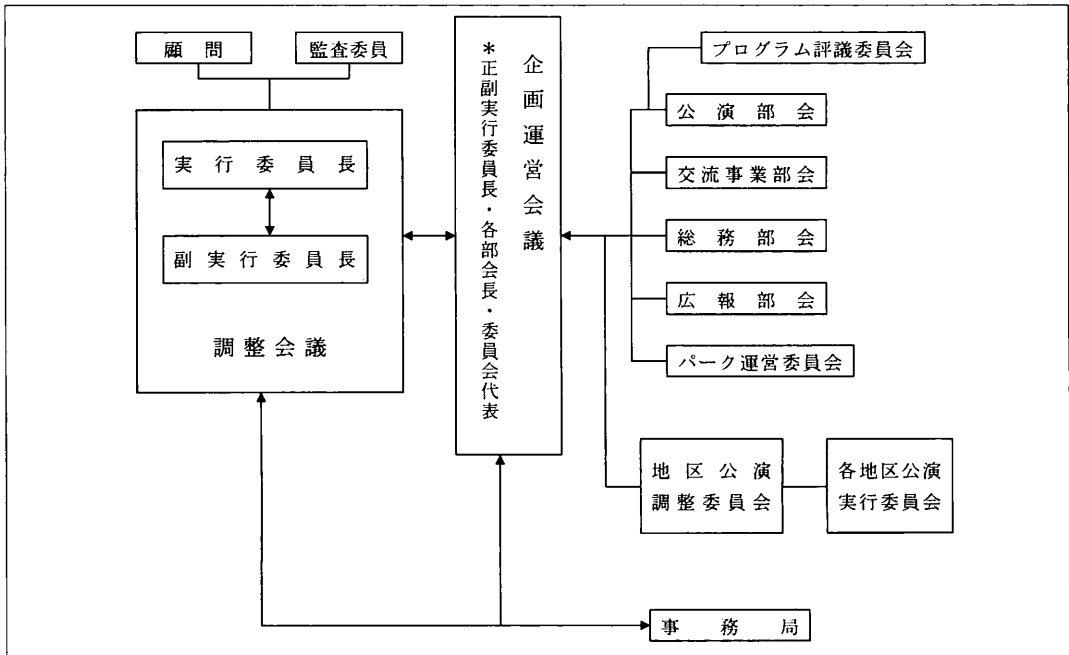 顧問
監査委員
実行委員長
副実行委員長
調整会議
企画運営会議
＊正副実行委員長・各部会長・委員会代表
プログラム評議委員会
公演部会
交流事業部会
総務部会
広報部会
パーク運営委員会
地区公演
調整委員会
各地区公演
実行委員会
事務局